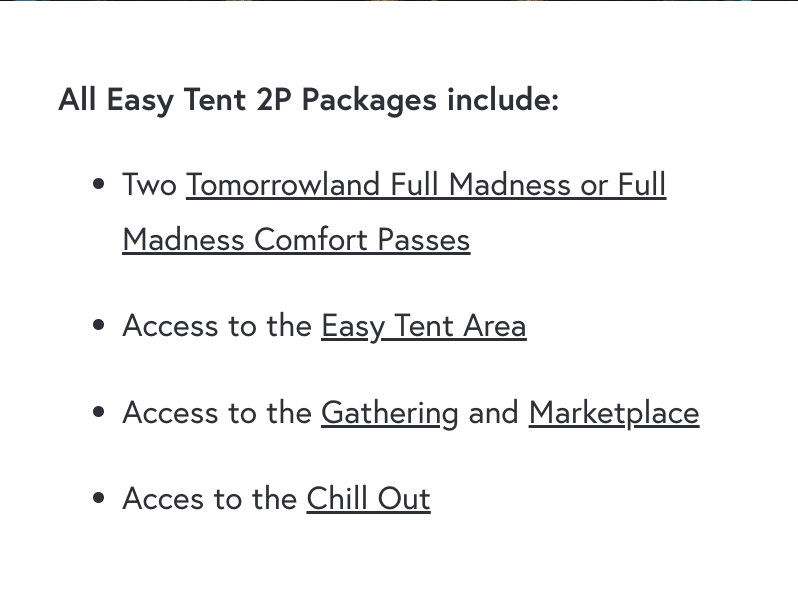 All Easy Tent 2P Packages include:
• Two Tomorrowland Full Madness or Full
Madness Comfort Passes
• Access to the Easy Tent Area
• Access to the Gathering and Marketplace
• Acces to the Chill Out